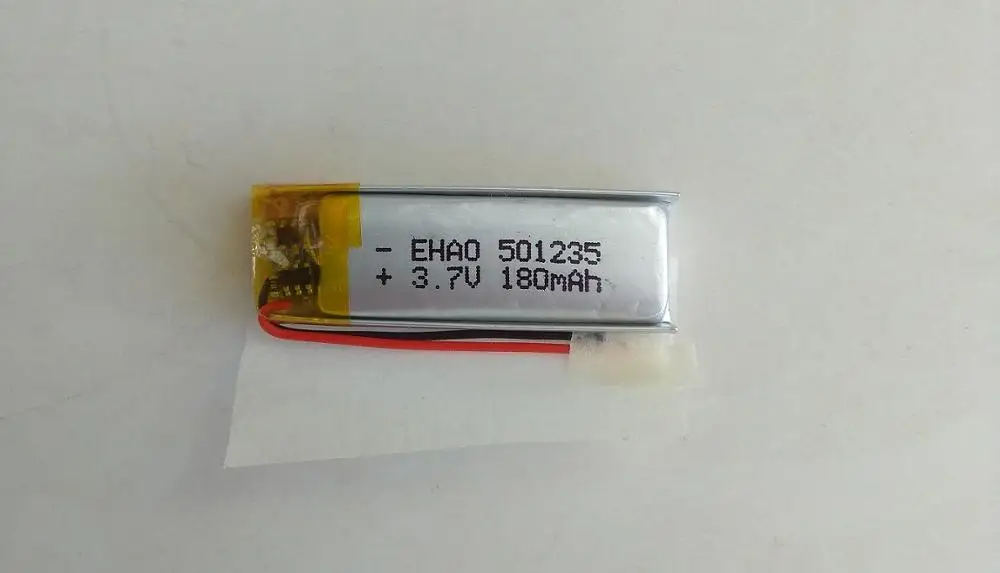 - EHAO 501235
+ 3.7V 180mAh